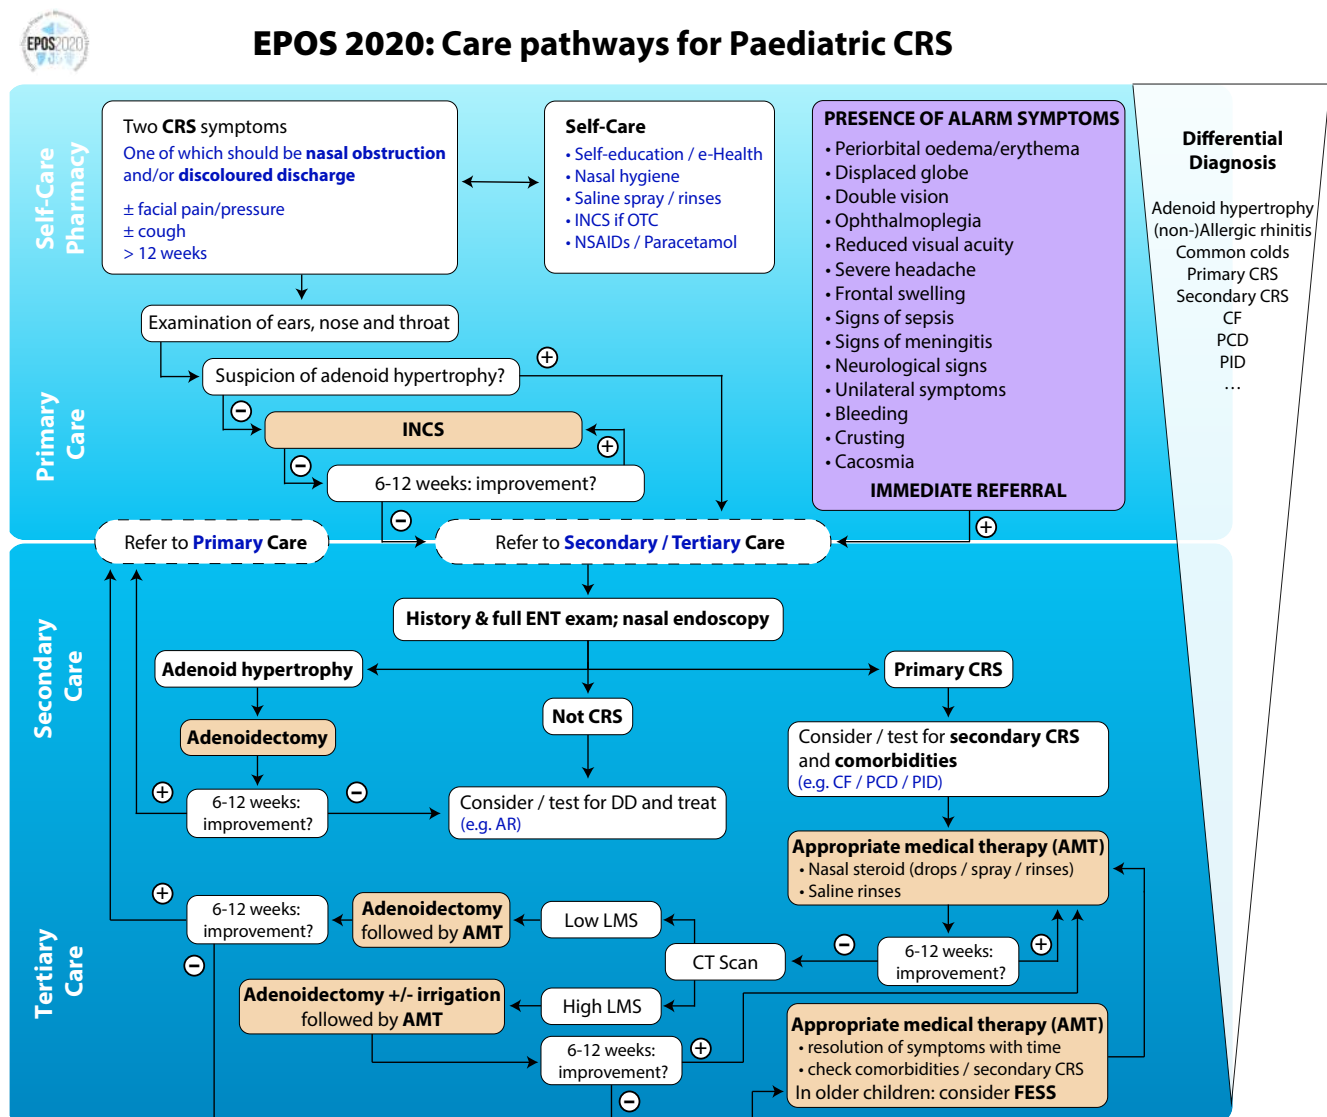 EPOS2020
EPOS 2020: Care pathways for Paediatric CRS
Self-Care
Pharmacy
Two CRS symptoms
One of which should be nasal obstruction
and/or discoloured discharge
± facial pain/pressure
± cough
> 12 weeks
Self-Care
• Self-education / e-Health
• Nasal hygiene
• Saline spray / rinses
• INCS if OTC
• NSAIDs / Paracetamol
PRESENCE OF ALARM SYMPTOMS
• Periorbital oedema/erythema
• Displaced globe
• Double vision
• Ophthalmoplegia
• Reduced visual acuity
• Severe headache
• Frontal swelling
• Signs of sepsis
• Signs of meningitis
• Neurological signs
• Unilateral symptoms
• Bleeding
• Crusting
• Cacosmia
IMMEDIATE REFERRAL
+
Differential
Diagnosis
Adenoid hypertrophy
(non-)Allergic rhinitis
Common colds
Primary CRS
Secondary CRS
CF
PCD
PID
...
Primary
Care
Examination of ears, nose and throat
Suspicion of adenoid hypertrophy?
+
−
INCS
+
−
6-12 weeks: improvement?
−
Refer to Primary Care
Refer to Secondary / Tertiary Care
Secondary
Care
History & full ENT exam; nasal endoscopy
Adenoid hypertrophy
Primary CRS
Not CRS
Adenoidectomy
Consider / test for secondary CRS
and comorbidities
(e.g. CF / PCD / PID)
+
6-12 weeks:
improvement?
−
Consider / test for DD and treat
(e.g. AR)
Appropriate medical therapy (AMT)
• Nasal steroid (drops / spray / rinses)
• Saline rinses
Tertiary
Care
+
6-12 weeks:
improvement?
−
Adenoidectomy
followed by AMT
Low LMS
CT Scan
−
6-12 weeks:
improvement?
+
Adenoidectomy +/- irrigation
followed by AMT
High LMS
6-12 weeks:
improvement?
+
−
Appropriate medical therapy (AMT)
• resolution of symptoms with time
• check comorbidities / secondary CRS
In older children: consider FESS